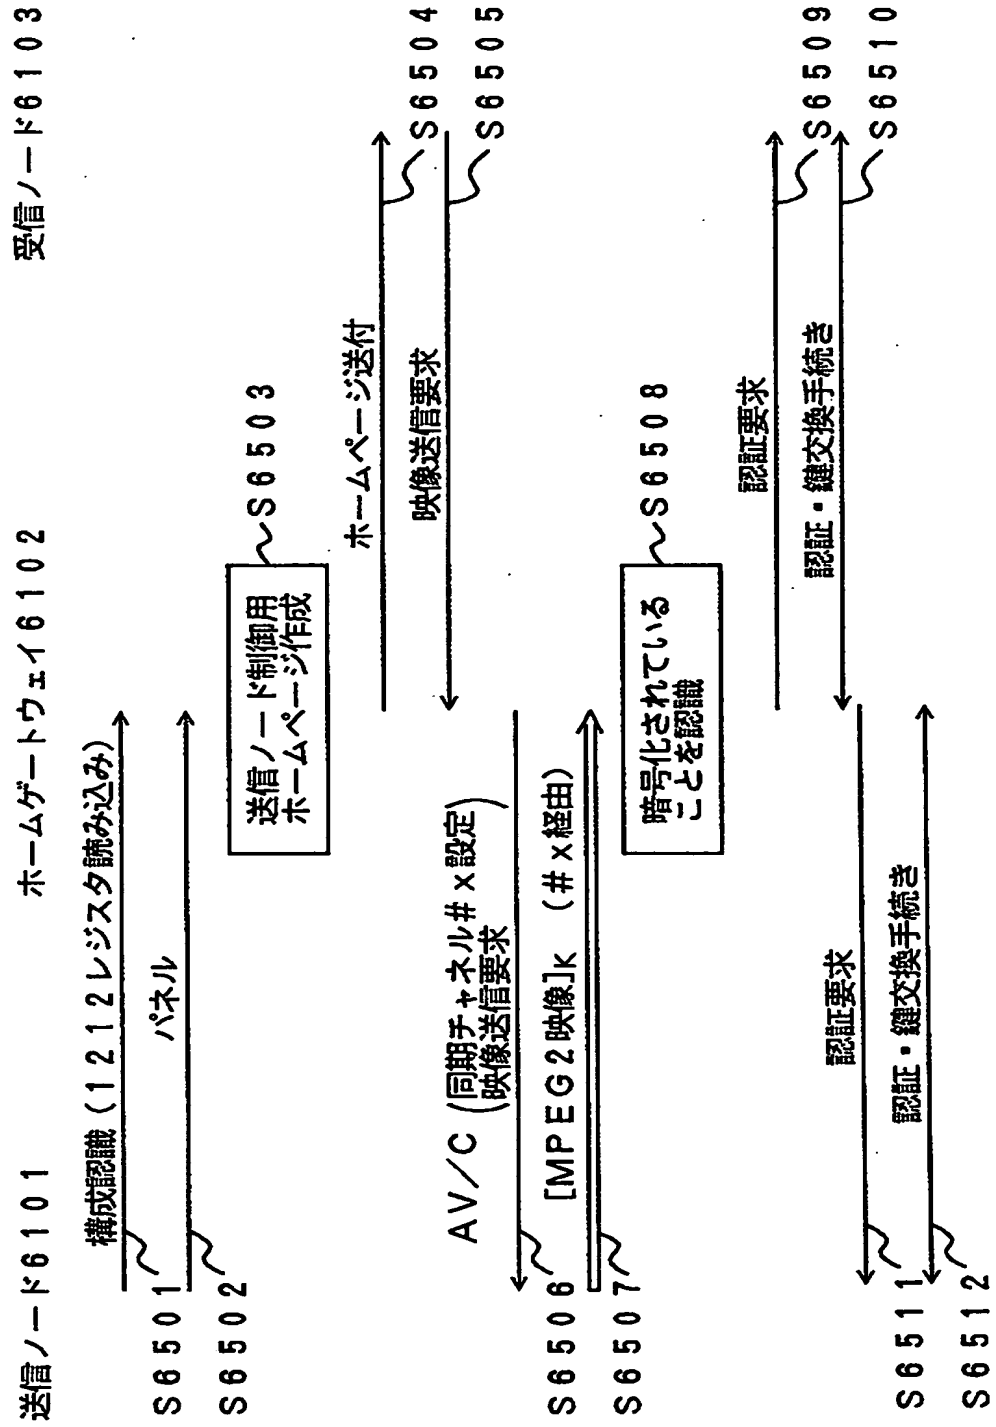 送信ノード6101
ホームゲートウェイ6102
受信ノード6103
構成認識(1212レジスタ読み込み)
S6501
パネル
S6502
送信ノード制御用
ホームページ作成
S6503
ホームページ送付
S6504
映像送信要求
S6505
AV/C(同期チャネル#x設定
映像送信要求)
S6506
[MPEG2映像]K (#x経由)
S6507
暗号化されている
ことを認識
S6508
認証要求
S6509
認証・鍵交換手続き
S6510
認証要求
S6511
認証・鍵交換手続き
S6512